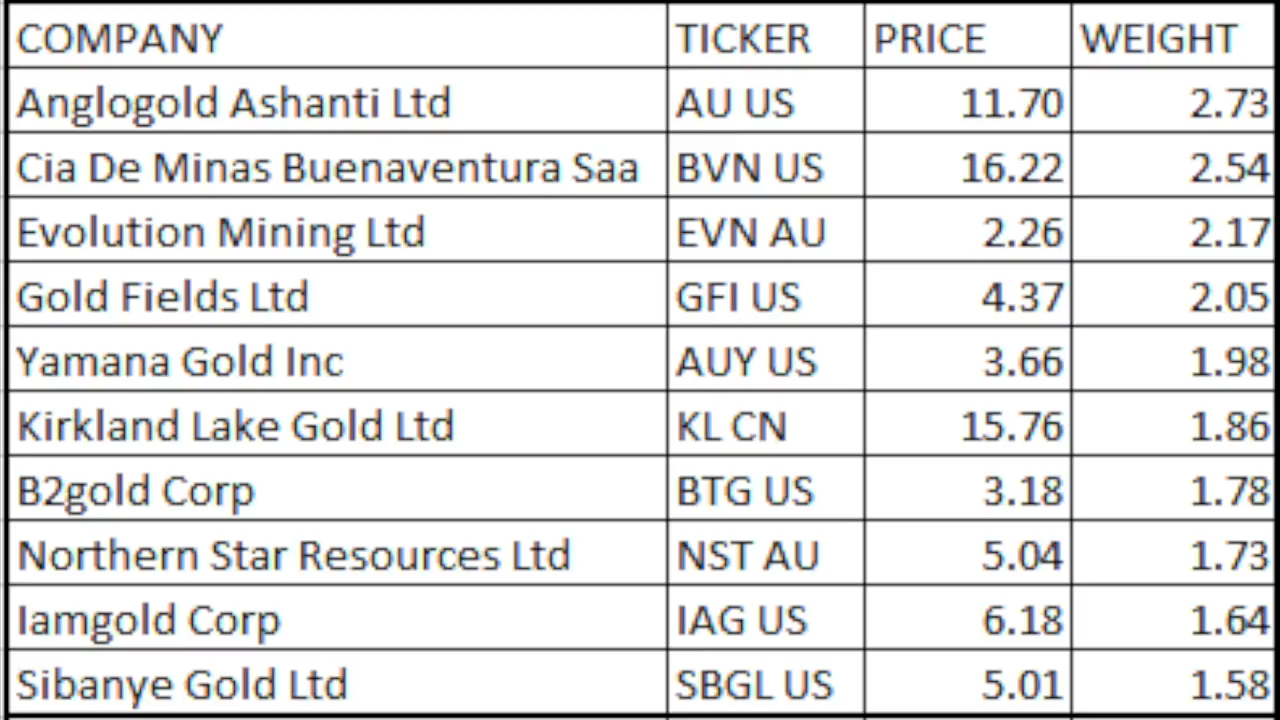 COMPANY TICKER PRICE WEIGHT
Anglogold Ashanti Ltd AU US 11.70 2.73
Cia De Minas Buenaventura Saa BVN US 16.22 2.54
Evolution Mining Ltd EVN AU 2.26 2.17
Gold Fields Ltd GFI US 4.37 2.05
Yamana Gold Inc AUY US 3.66 1.98
Kirkland Lake Gold Ltd KL CN 15.76 1.86
B2gold Corp BTG US 3.18 1.78
Northern Star Resources Ltd NST AU 5.04 1.73
Iamgold Corp IAG US 6.18 1.64
Sibanye Gold Ltd SBGL US 5.01 1.58